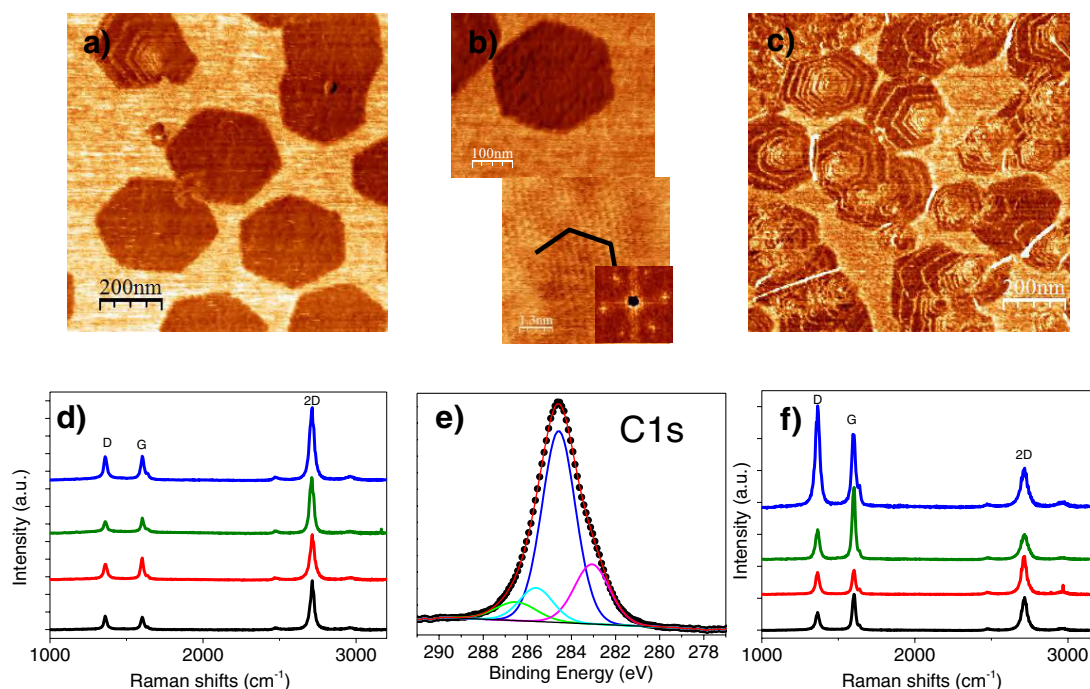 a)
200nm
b)
100nm
1.3nm
c)
200nm
d)
D
G
2D
Intensity (a.u.)
1000 2000 3000
Raman shifts (cm⁻¹)
e)
C1s
290 288 286 284 282 280 278
Binding Energy (eV)
f)
D
G
2D
Intensity (a.u.)
1000 2000 3000
Raman shifts (cm⁻¹)